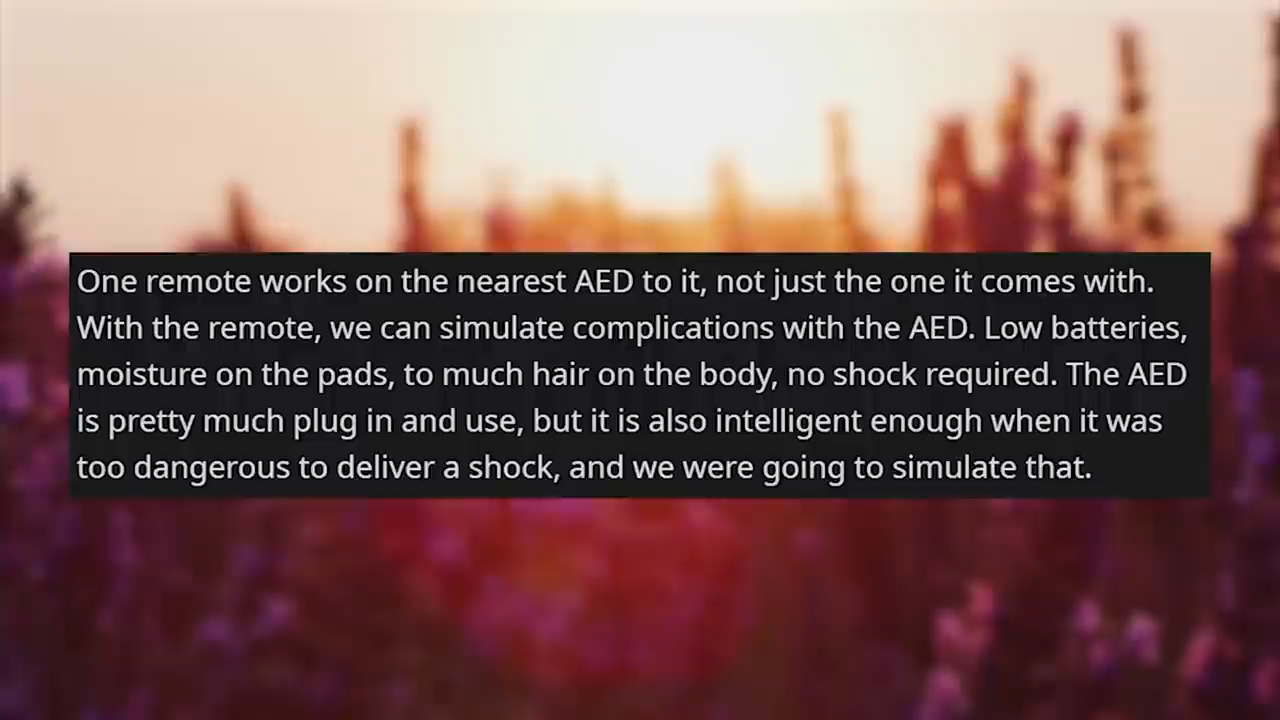 One remote works on the nearest AED to it, not just the one it comes with.
With the remote, we can simulate complications with the AED. Low batteries,
moisture on the pads, to much hair on the body, no shock required. The AED
is pretty much plug in and use, but it is also intelligent enough when it was
too dangerous to deliver a shock, and we were going to simulate that.